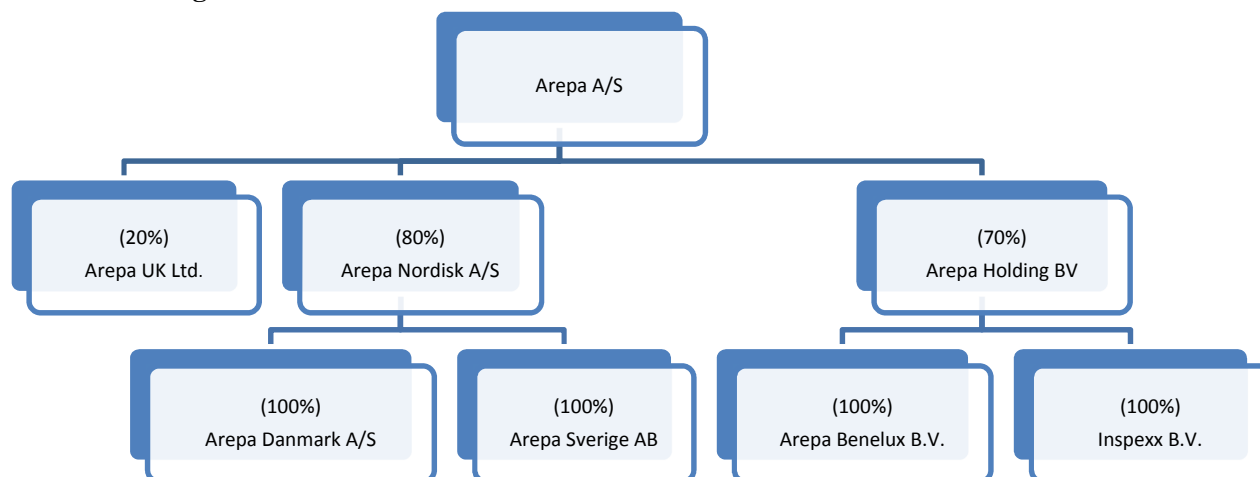 Arepa A/S
(20%)
Arepa UK Ltd.
(80%)
Arepa Nordisk A/S
(70%)
Arepa Holding BV
(100%)
Arepa Danmark A/S
(100%)
Arepa Sverige AB
(100%)
Arepa Benelux B.V.
(100%)
Inspexx B.V.